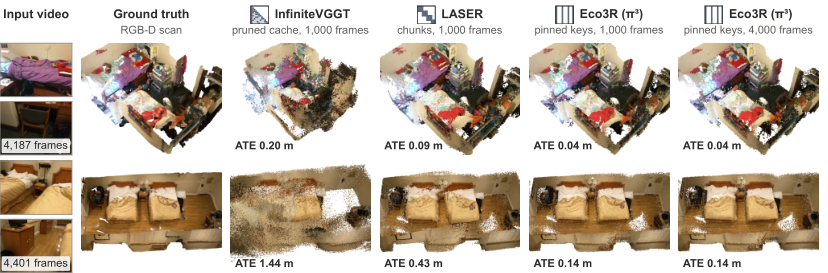 Input video
Ground truth
RGB-D scan
InfiniteVGGT
pruned cache, 1,000 frames
LASER
chunks, 1,000 frames
Eco3R (π³)
pinned keys, 1,000 frames
Eco3R (π³)
pinned keys, 4,000 frames
4,187 frames
ATE 0.20 m
ATE 0.09 m
ATE 0.04 m
ATE 0.04 m
4,401 frames
ATE 1.44 m
ATE 0.43 m
ATE 0.14 m
ATE 0.14 m